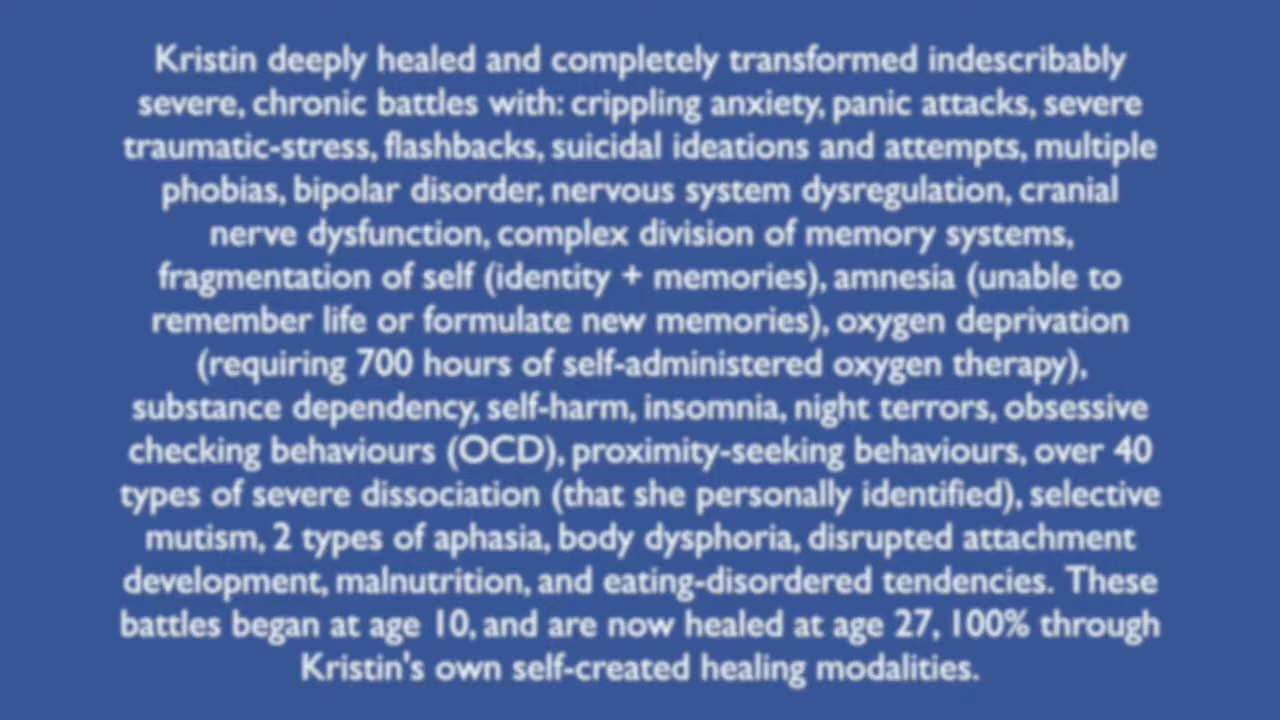 Kristin deeply healed and completely transformed indescribably
severe, chronic battles with: crippling anxiety, panic attacks, severe
traumatic-stress, flashbacks, suicidal ideations and attempts, multiple
phobias, bipolar disorder, nervous system dysregulation, cranial
nerve dysfunction, complex division of memory systems,
fragmentation of self (identity + memories), amnesia (unable to
remember life or formulate new memories), oxygen deprivation
(requiring 700 hours of self-administered oxygen therapy),
substance dependency, self-harm, insomnia, night terrors, obsessive
checking behaviours (OCD), proximity-seeking behaviours, over 40
types of severe dissociation (that she personally identified), selective
mutism, 2 types of aphasia, body dysphoria, disrupted attachment
development, malnutrition, and eating-disordered tendencies. These
battles began at age 10, and are now healed at age 27, 100% through
Kristin's own self-created healing modalities.